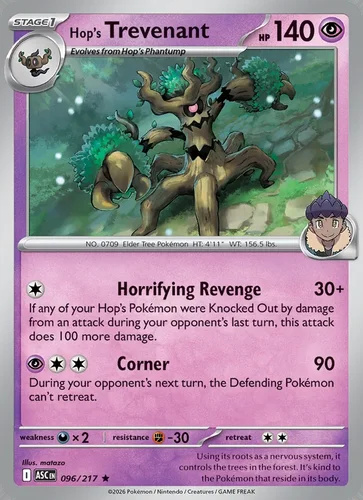 STAGE 1
Hop's Trevenant HP 140
Evolves from Hop's Phantump
NO. 0709 Elder Tree Pokémon HT: 4'11" WT: 156.5 lbs.
Horrifying Revenge 30+
If any of your Hop's Pokémon were Knocked Out by damage
from an attack during your opponent's last turn, this attack
does 100 more damage.
Corner 90
During your opponent's next turn, the Defending Pokémon
can't retreat.
weakness ×2 resistance -30 retreat
Illus. matazo
I ASC EN 096/217 ★
Using its roots as a nervous system, it
controls the trees in the forest. It's kind to
the Pokémon that reside in its body.
©2026 Pokémon / Nintendo / Creatures / GAME FREAK